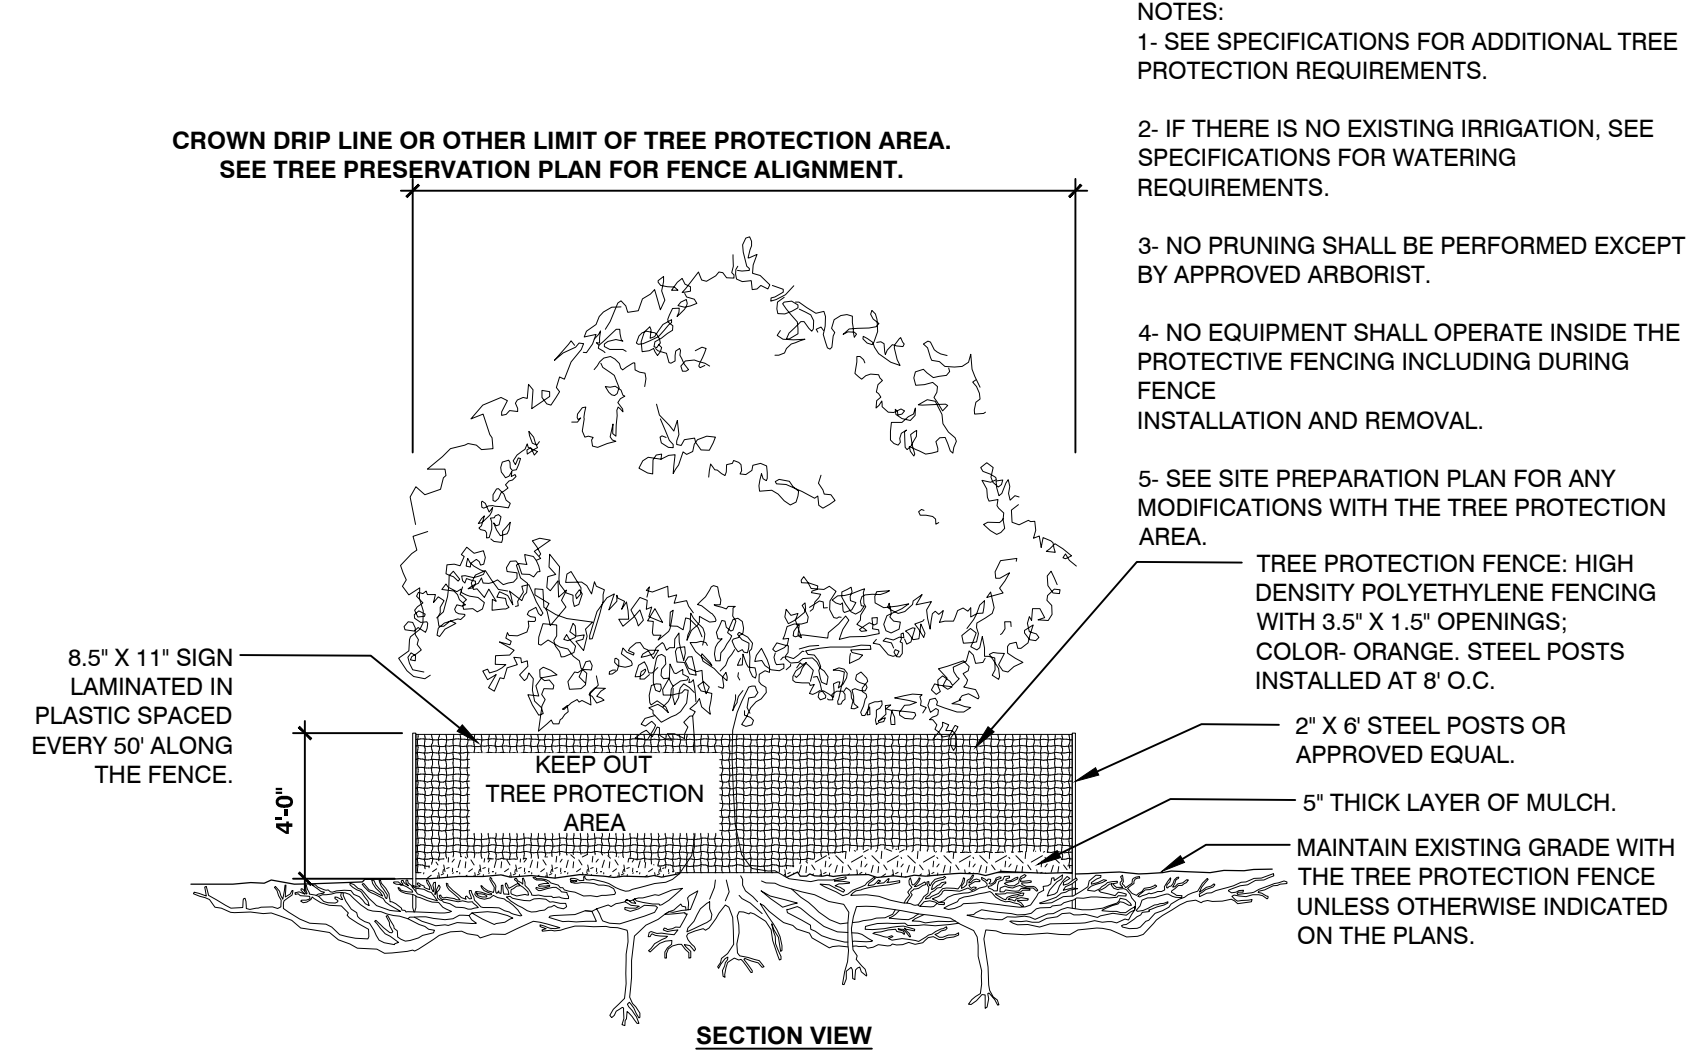 NOTES:
1- SEE SPECIFICATIONS FOR ADDITIONAL TREE
PROTECTION REQUIREMENTS.
2- IF THERE IS NO EXISTING IRRIGATION, SEE
SPECIFICATIONS FOR WATERING
REQUIREMENTS.
3- NO PRUNING SHALL BE PERFORMED EXCEPT
BY APPROVED ARBORIST.
4- NO EQUIPMENT SHALL OPERATE INSIDE THE
PROTECTIVE FENCING INCLUDING DURING
FENCE
INSTALLATION AND REMOVAL.
5- SEE SITE PREPARATION PLAN FOR ANY
MODIFICATIONS WITH THE TREE PROTECTION
AREA.
CROWN DRIP LINE OR OTHER LIMIT OF TREE PROTECTION AREA.
SEE TREE PRESERVATION PLAN FOR FENCE ALIGNMENT.
TREE PROTECTION FENCE: HIGH
DENSITY POLYETHYLENE FENCING
WITH 3.5" X 1.5" OPENINGS;
COLOR- ORANGE. STEEL POSTS
INSTALLED AT 8' O.C.
8.5" X 11" SIGN
LAMINATED IN
PLASTIC SPACED
EVERY 50' ALONG
THE FENCE.
2" X 6' STEEL POSTS OR
APPROVED EQUAL.
KEEP OUT
TREE PROTECTION
AREA
4'-0"
5" THICK LAYER OF MULCH.
MAINTAIN EXISTING GRADE WITH
THE TREE PROTECTION FENCE
UNLESS OTHERWISE INDICATED
ON THE PLANS.
SECTION VIEW